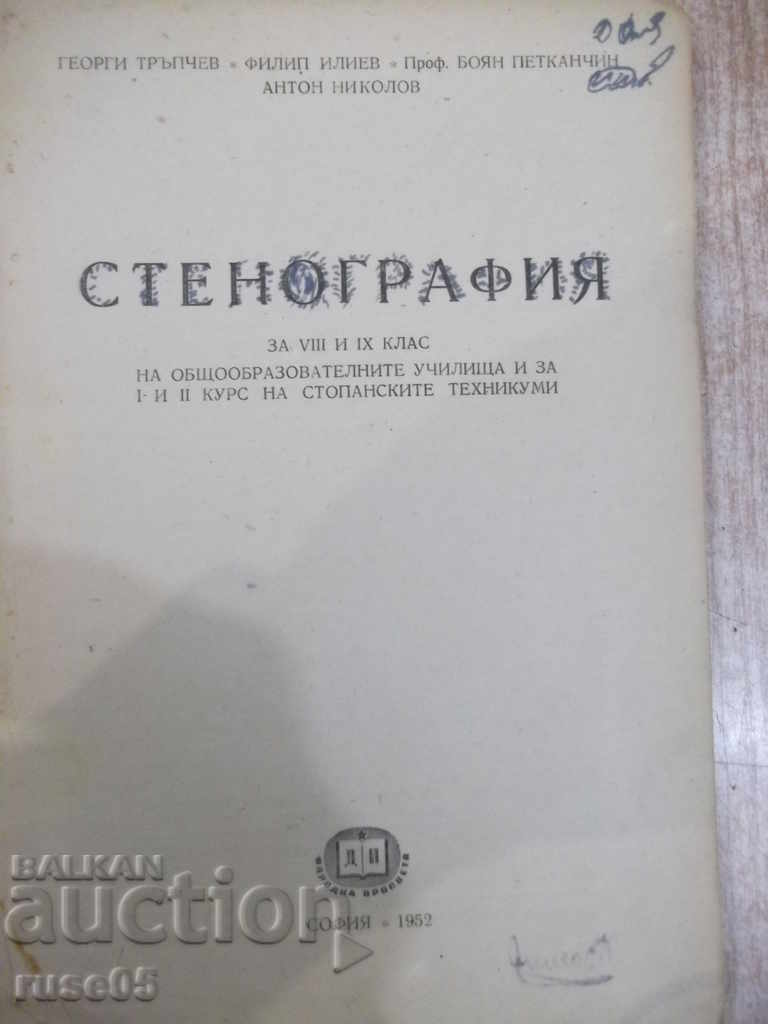 ГЕОРГИ ТРЪПЧЕВ * ФИЛИП ИЛИЕВ * Проф. БОЯН ПЕТКАНЧИН
АНТОН НИКОЛОВ
СТЕНОГРАФИЯ
ЗА VIII И IX КЛАС
НА ОБЩООБРАЗОВАТЕЛНИТЕ УЧИЛИЩА И ЗА
I- И II КУРС НА СТОПАНСКИТЕ ТЕХНИКУМИ
Д И
НАРОДНА ПРОСВЕТА
СОФИЯ * 1952
BALKAN
auction
ruse05